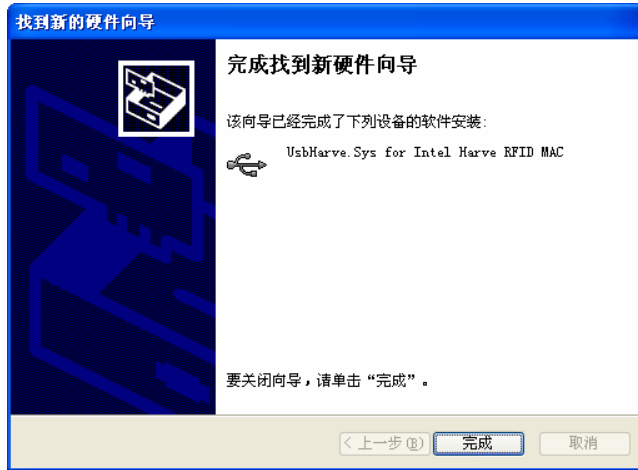 找到新的硬件向导
完成找到新硬件向导
该向导已经完成了下列设备的软件安装:
UsbHarve.Sys for Intel Harve RFID MAC
要关闭向导，请单击“完成”。
< 上一步(B)
完成
取消